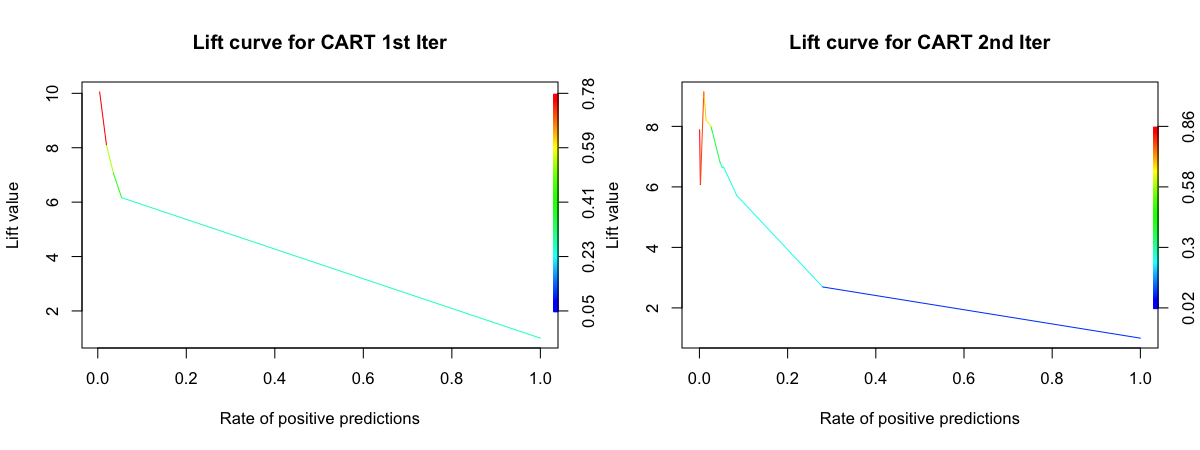 Lift curve for CART 1st Iter
Lift value
10
8
6
4
2
0.0 0.2 0.4 0.6 0.8 1.0
Rate of positive predictions
0.78
0.59
0.41
0.23
0.05
Lift curve for CART 2nd Iter
Lift value
8
6
4
2
0.0 0.2 0.4 0.6 0.8 1.0
Rate of positive predictions
0.86
0.58
0.3
0.02